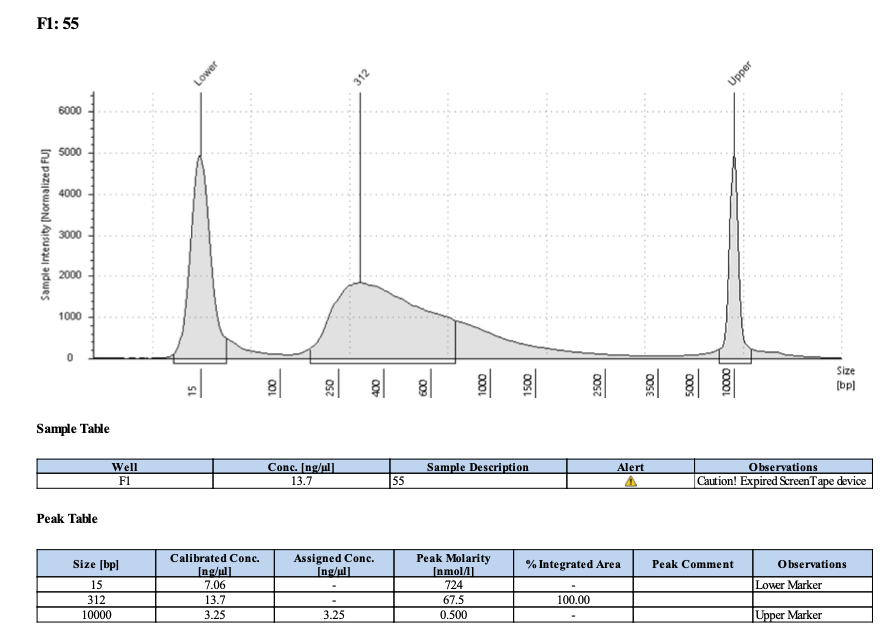 F1: 55
Lower
312
Upper
Sample Intensity [Normalized FU]
6000
5000
4000
3000
2000
1000
0
15
100
250
400
600
1000
1500
2500
3500
5000
10000
Size
[bp]
Sample Table
Well Conc. [ng/µl] Sample Description Alert Observations
F1 13.7 55 Caution! Expired ScreenTape device
Peak Table
Size [bp] Calibrated Conc. [ng/µl] Assigned Conc. [ng/µl] Peak Molarity [nmol/l] % Integrated Area Peak Comment Observations
15 7.06 - 724 - Lower Marker
312 13.7 - 67.5 100.00
10000 3.25 3.25 0.500 - Upper Marker